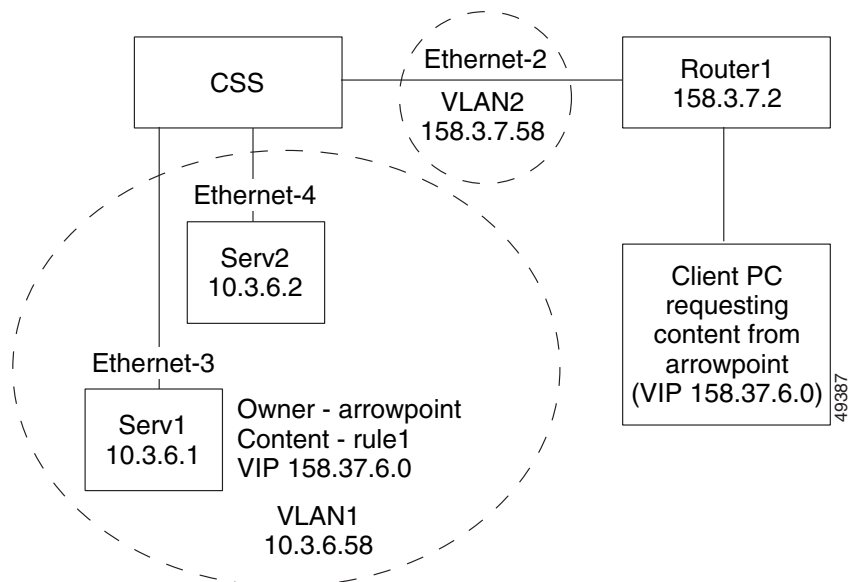 CSS
Ethernet-2
VLAN2
158.3.7.58
Router1
158.3.7.2
Ethernet-4
Serv2
10.3.6.2
Ethernet-3
Serv1
10.3.6.1
Owner - arrowpoint
Content - rule1
VIP 158.37.6.0
VLAN1
10.3.6.58
Client PC
requesting
content from
arrowpoint
(VIP 158.37.6.0)
49387